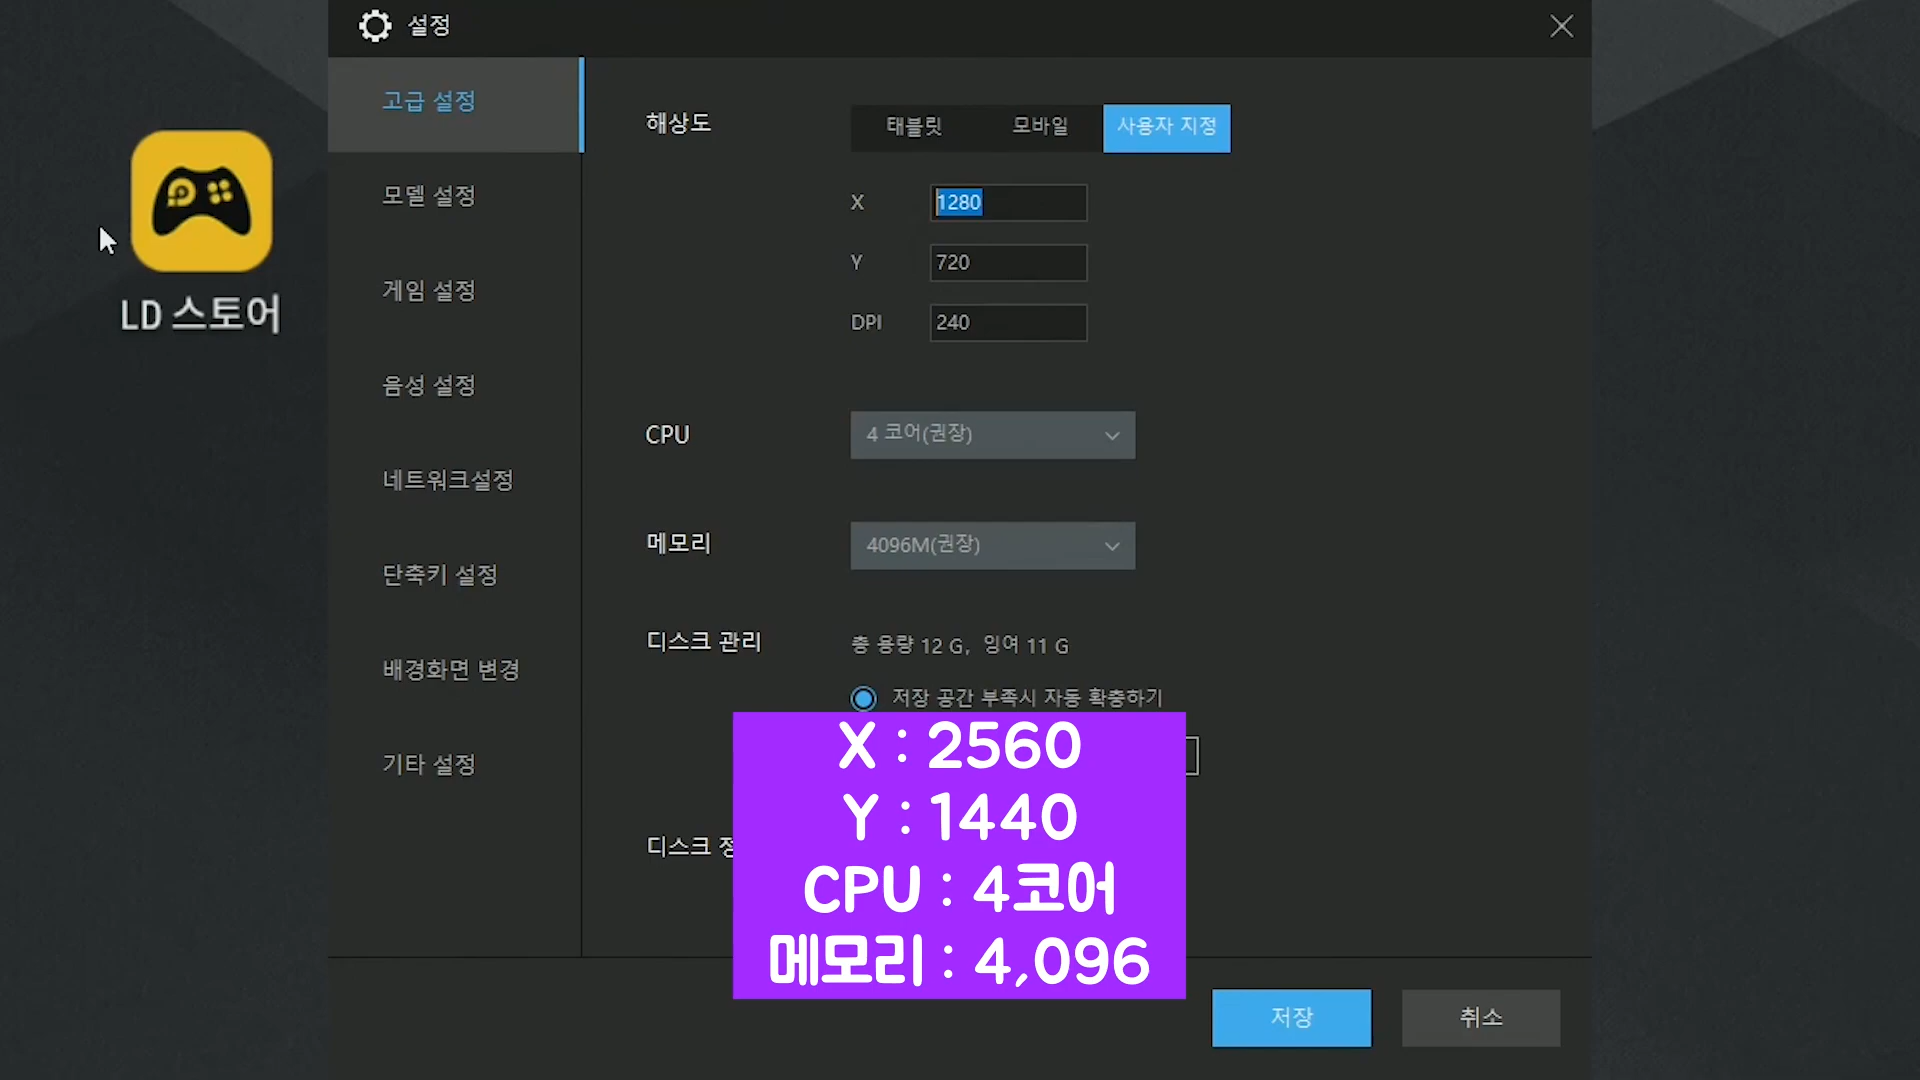 설정
고급 설정
모델 설정
게임 설정
음성 설정
네트워크설정
단축키 설정
배경화면 변경
기타 설정
LD 스토어
해상도
태블릿 모바일 사용자 지정
X 1280
Y 720
DPI 240
CPU 4 코어(권장)
메모리 4096M(권장)
디스크 관리 총 용량 12 G, 잉여 11 G
저장 공간 부족시 자동 확충하기
디스크
X : 2560
Y : 1440
CPU : 4코어
메모리 : 4,096
저장 취소